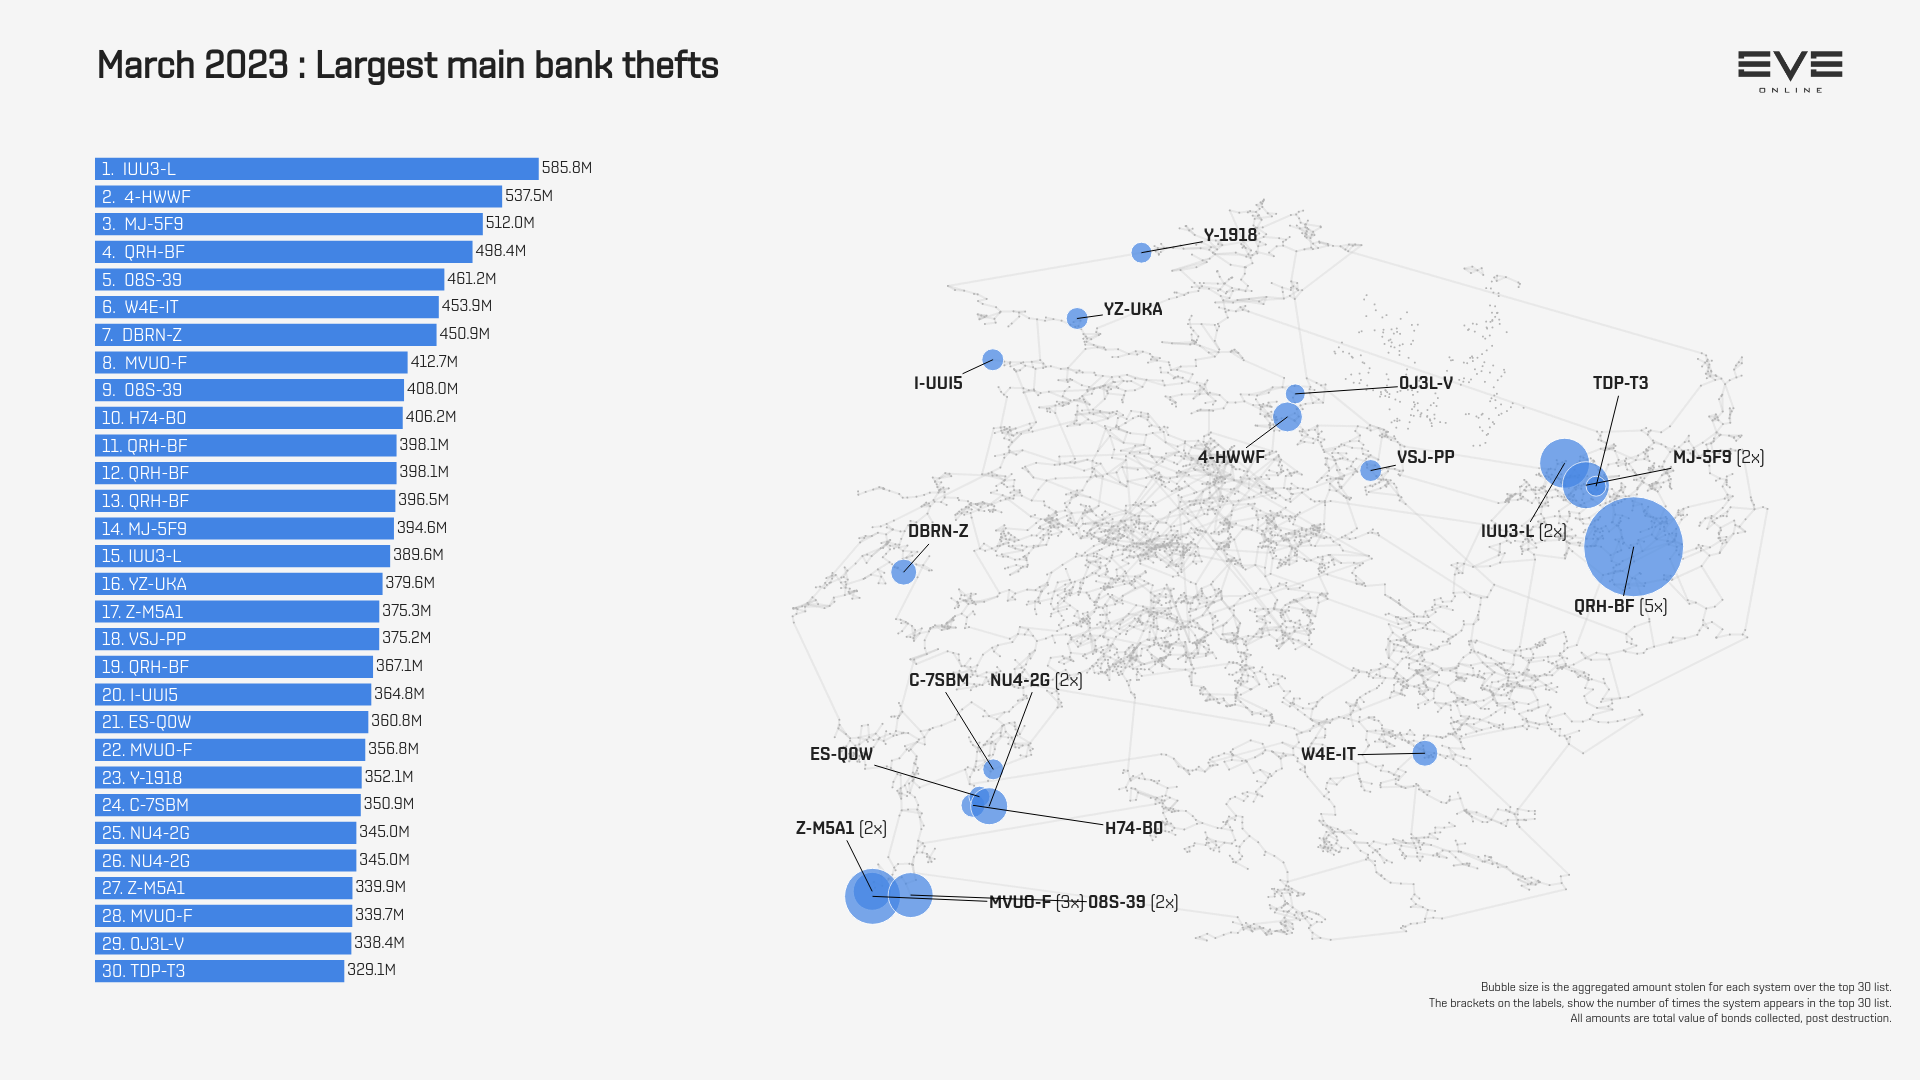 March 2023 : Largest main bank thefts
EVE
ONLINE
1. IUU3-L 585.8M
2. 4-HWWF 537.5M
3. MJ-5F9 512.0M
4. QRH-BF 498.4M
5. 08S-39 461.2M
6. W4E-IT 453.9M
7. DBRN-Z 450.9M
8. MVUO-F 412.7M
9. 08S-39 408.0M
10. H74-B0 406.2M
11. QRH-BF 398.1M
12. QRH-BF 398.1M
13. QRH-BF 396.5M
14. MJ-5F9 394.6M
15. IUU3-L 389.6M
16. YZ-UKA 379.6M
17. Z-M5A1 375.3M
18. VSJ-PP 375.2M
19. QRH-BF 367.1M
20. I-UUI5 364.8M
21. ES-Q0W 360.8M
22. MVUO-F 356.8M
23. Y-1918 352.1M
24. C-7SBM 350.9M
25. NU4-2G 345.0M
26. NU4-2G 345.0M
27. Z-M5A1 339.9M
28. MVUO-F 339.7M
29. 0J3L-V 338.4M
30. TDP-T3 329.1M
Y-1918
YZ-UKA
I-UUI5
0J3L-V
TDP-T3
4-HWWF
VSJ-PP
MJ-5F9 (2x)
DBRN-Z
IUU3-L (2x)
QRH-BF (5x)
C-7SBM
NU4-2G (2x)
ES-Q0W
W4E-IT
Z-M5A1 (2x)
H74-B0
MVUO-F (3x)
08S-39 (2x)
Bubble size is the aggregated amount stolen for each system over the top 30 list.
The brackets on the labels, show the number of times the system appears in the top 30 list.
All amounts are total value of bonds collected, post destruction.